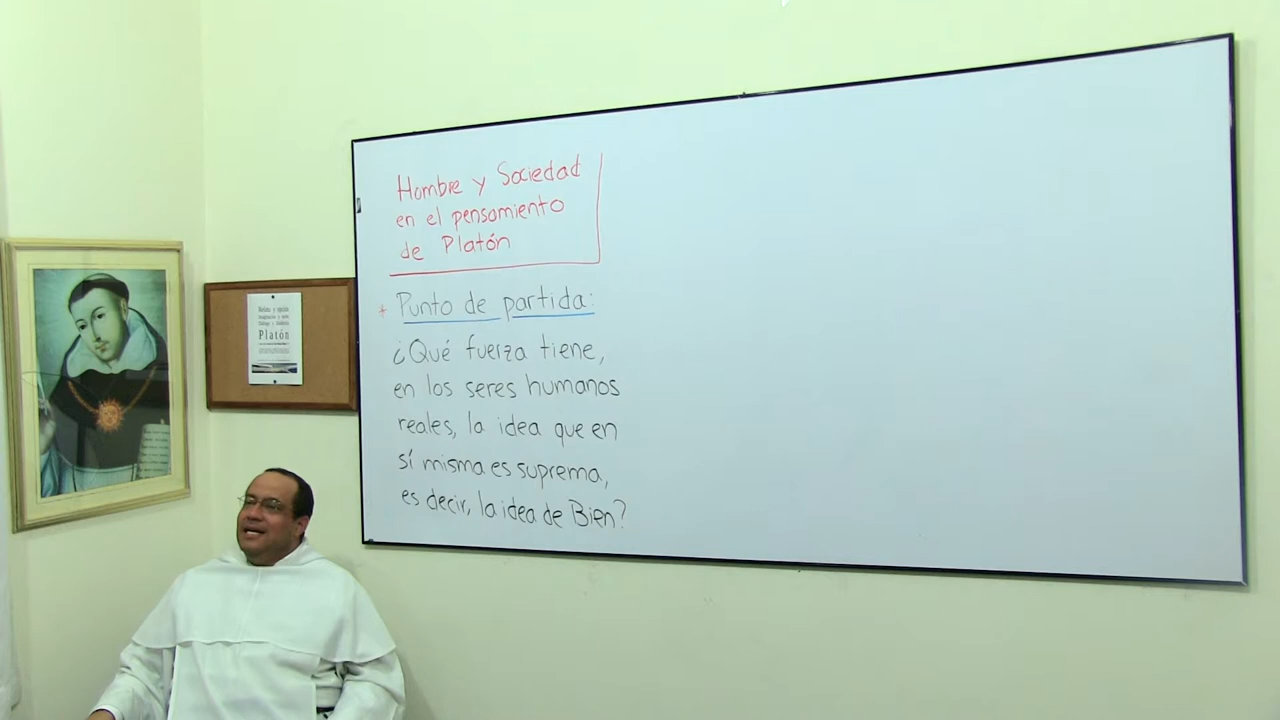 Hombre y Sociedad
en el pensamiento
de Platón
* Punto de partida:
¿Qué fuerza tiene,
en los seres humanos
reales, la idea que en
sí misma es suprema,
es decir, la idea de Bien?
Platón